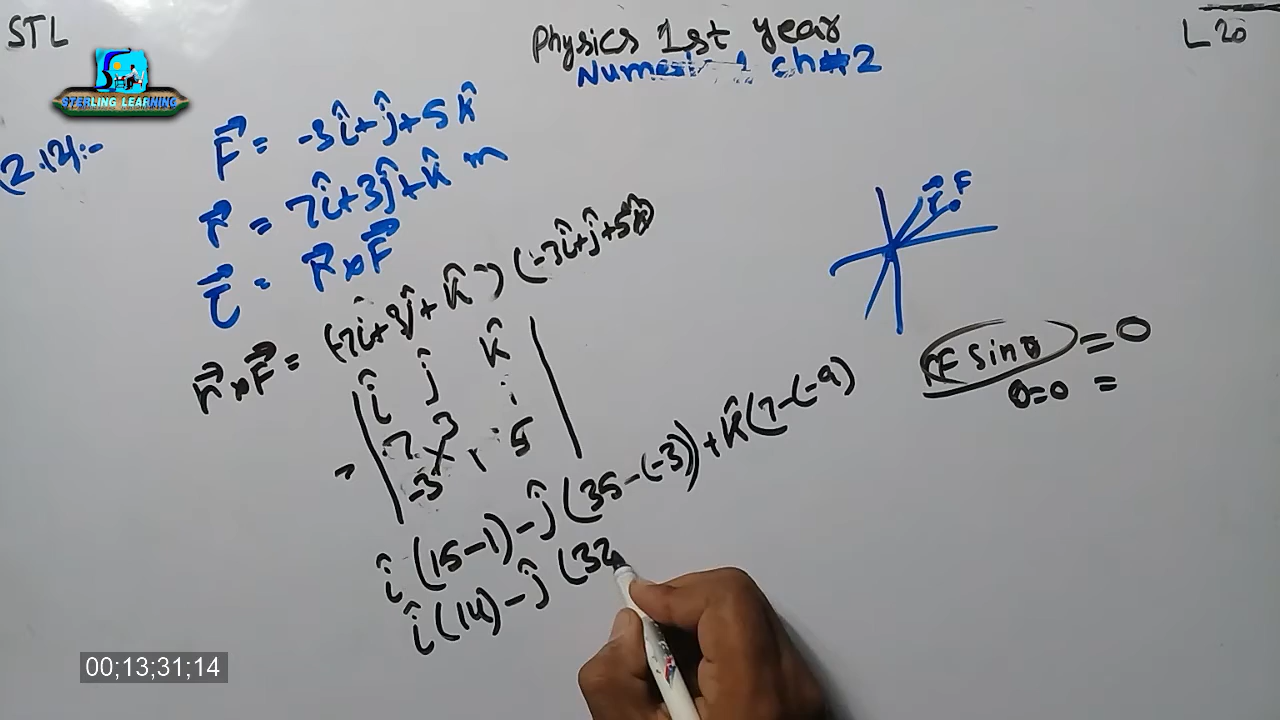 STL
Physics 1st year
L 20
ch#2
STERLING LEARNING
(2.12):-
F⃗ = -3î+ĵ+5k̂
r⃗ = 7î+3ĵ+k̂ m
τ⃗ = r⃗×F⃗
r⃗×F⃗ = (7î+3ĵ+k̂) (-3î+ĵ+5k̂)
r⃗ F
= | î ĵ k̂ |
7 3 1
-3 1 5
rF Sinθ = 0
θ=0 =
î(15-1)-ĵ(35-(-3))+k̂(7-(-9)
î(14)-ĵ(32
00;13;31;14